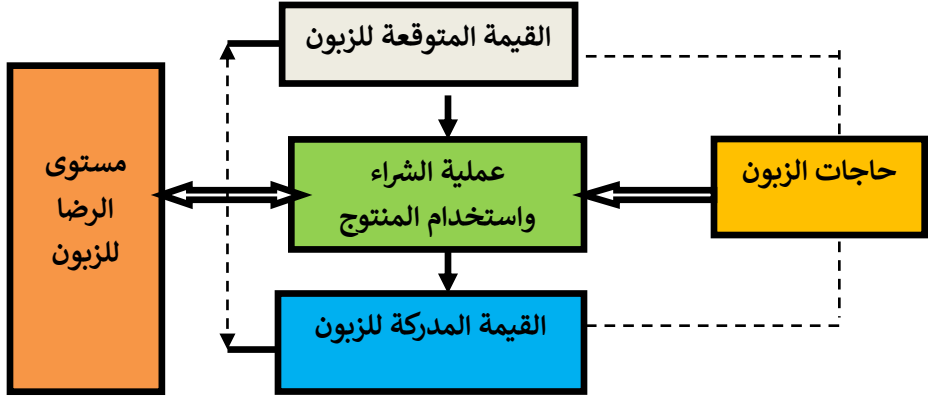 القيمة المتوقعة للزبون
حاجات الزبون
عملية الشراء
واستخدام المنتوج
مستوى
الرضا
للزبون
القيمة المدركة للزبون